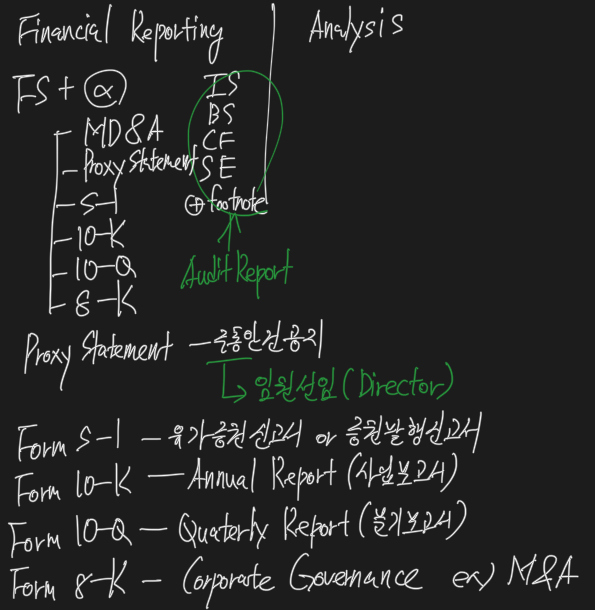 Financial Reporting
Analysis
FS + α
MD&A
Proxy Statement
S-1
10-K
10-Q
8-K
IS
BS
CF
SE
⊕ footnote
Audit Report
Proxy Statement - 주총안건공지
↳ 임원선임 (Director)
Form S-1 - 유가증권신고서 or 증권발행신고서
Form 10-K - Annual Report (사업보고서)
Form 10-Q - Quaterly Report (분기보고서)
Form 8-K - Corporate Governance ex) M&A